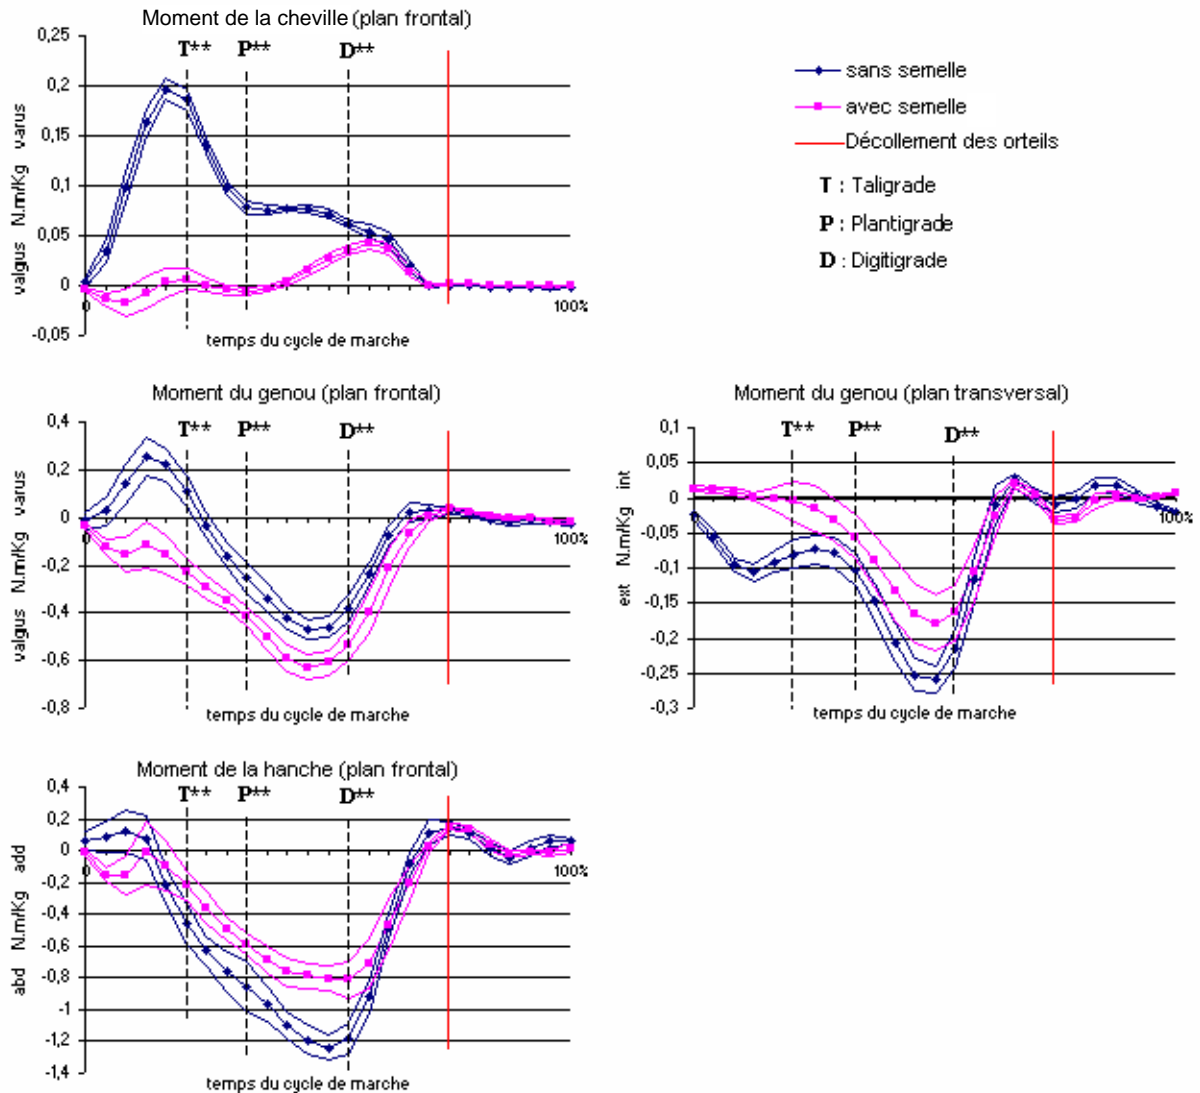 Moment de la cheville (plan frontal)
0,25
0,2
0,15
0,1
0,05
0
-0,05
valgus N.m/Kg varus
T** P** D**
0 100%
temps du cycle de marche
sans semelle
avec semelle
Décollement des orteils
T : Taligrade
P : Plantigrade
D : Digitigrade
Moment du genou (plan frontal)
0,4
0,2
0
-0,2
-0,4
-0,6
-0,8
valgus N.m/Kg varus
T** P** D**
0 100%
temps du cycle de marche
Moment du genou (plan transversal)
0,1
0,05
0
-0,05
-0,1
-0,15
-0,2
-0,25
-0,3
ext N.m/Kg int
T** P** D**
0 100%
temps du cycle de marche
Moment de la hanche (plan frontal)
0,4
0,2
0
-0,2
-0,4
-0,6
-0,8
-1
-1,2
-1,4
abd N.m/Kg apd
T** P** D**
0 100%
temps du cycle de marche